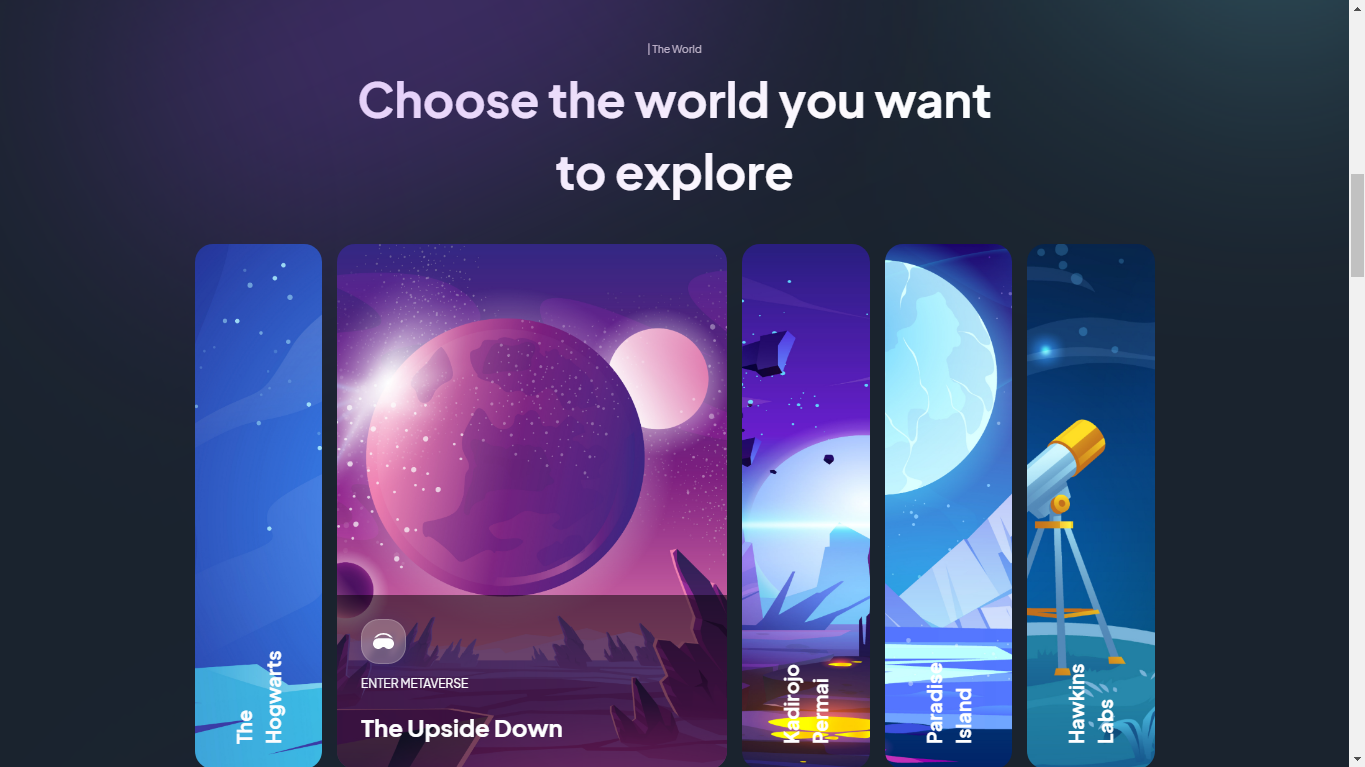 | The World
Choose the world you want
to explore
The
Hogwarts
ENTER METAVERSE
The Upside Down
Kadirojo
Permai
Paradise
Island
Hawkins
Labs